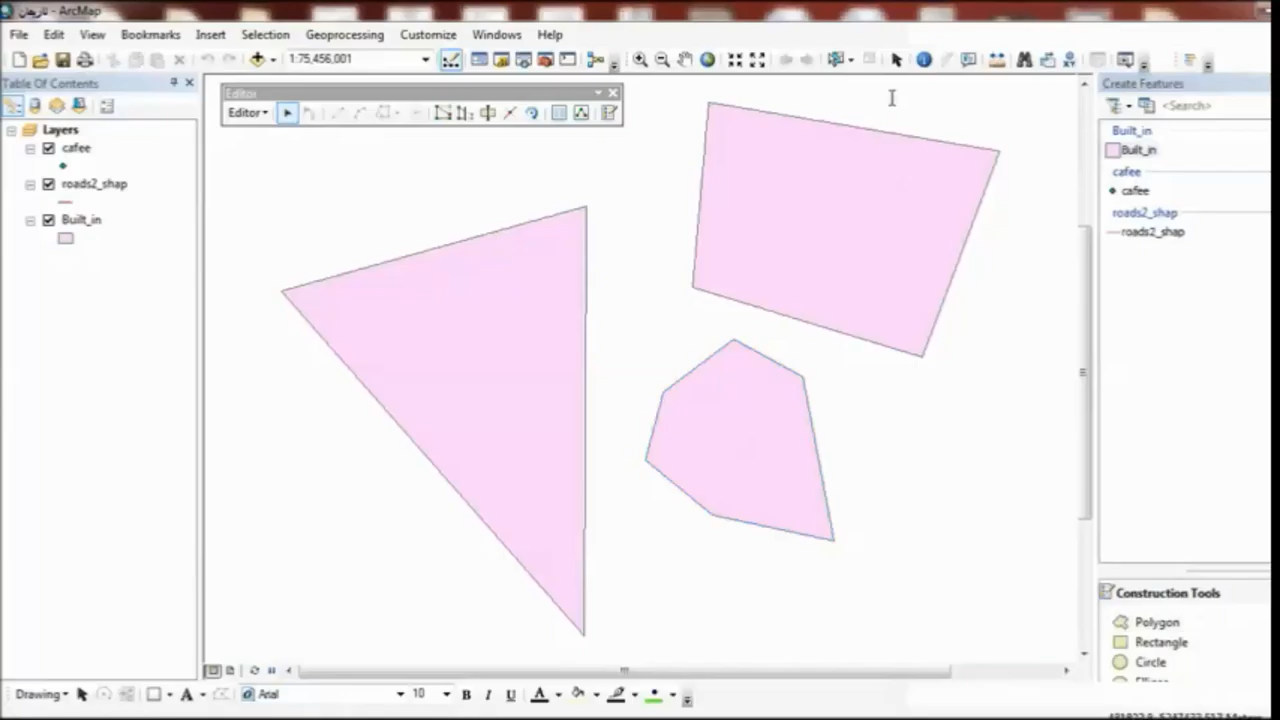 تاريفان - ArcMap
File Edit View Bookmarks Insert Selection Geoprocessing Customize Windows Help
1:75,456,001
Table Of Contents
Layers
cafee
roads2_shap
Built_in
Editor
Editor
Create Features
<Search>
Built_in
Built_in
cafee
cafee
roads2_shap
roads2_shap
Construction Tools
Polygon
Rectangle
Circle
Drawing A Arial 10 B I U A